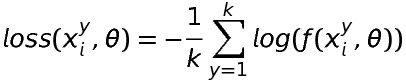 loss(x_i^y, θ) = −\frac{1}{k} \sum_{y=1}^{k} log(f(x_i^y, θ))